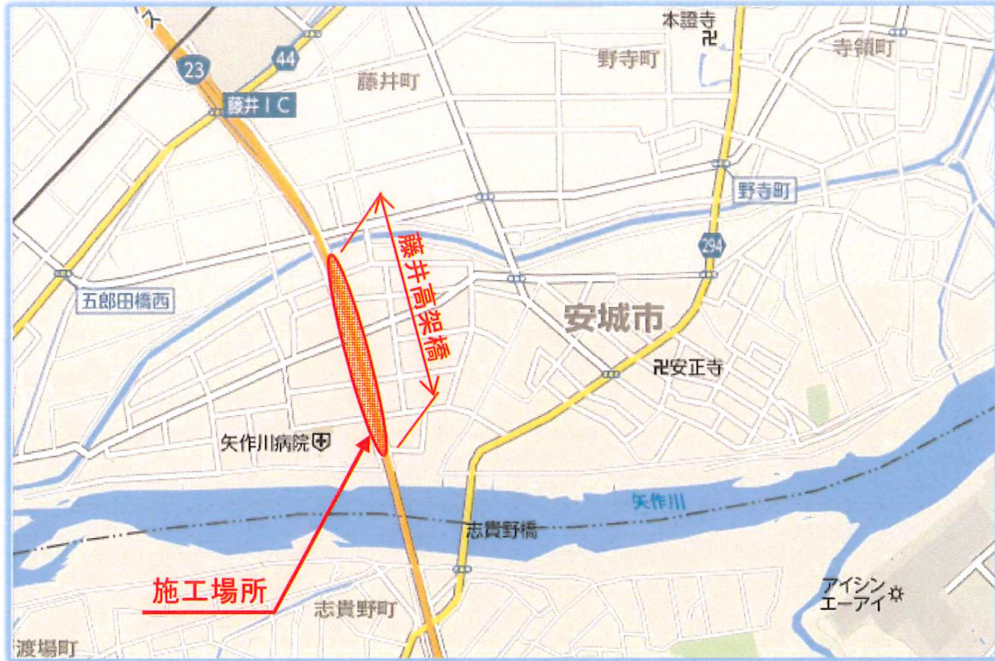 ス
23
44
藤井IC
藤井町
本證寺
野寺町
寺領町
野寺町
294
藤井高架橋
五郎田橋西
安城市
安正寺
矢作川病院
矢作川
志貴野橋
施工場所
志貴野町
アイシン
エーアイ
渡場町